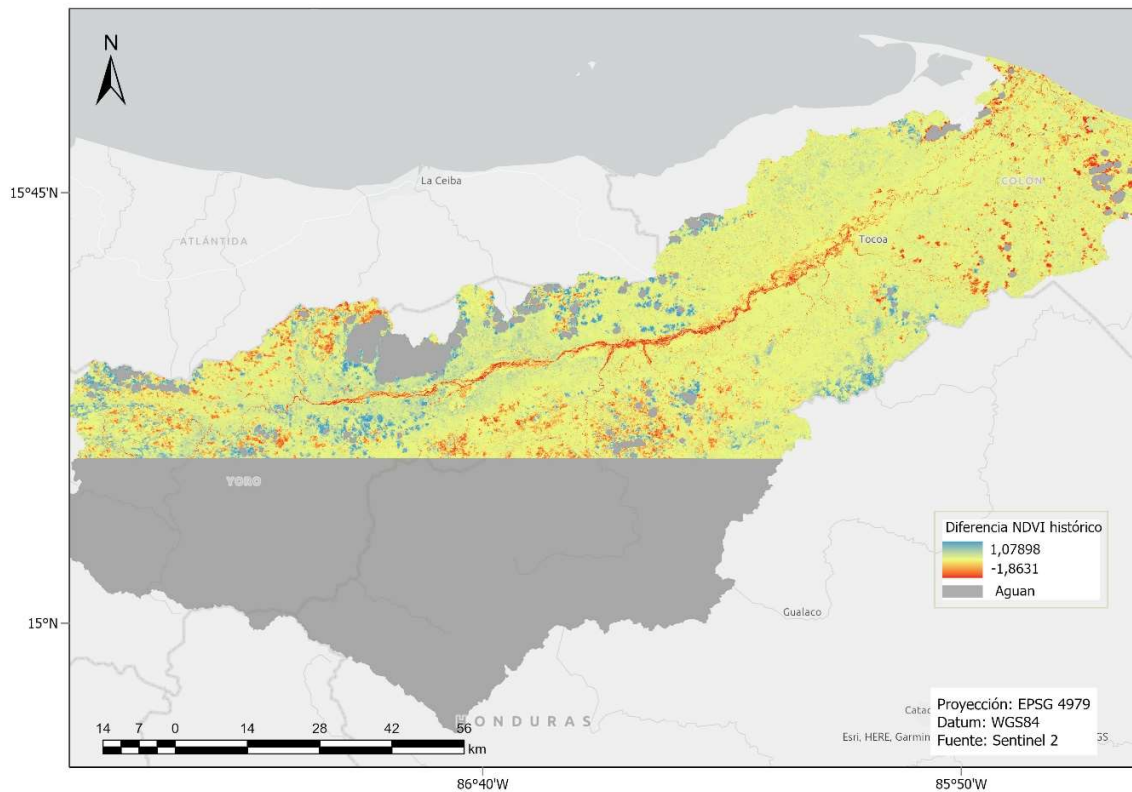 N
15°45'N
La Ceiba
ATLÁNTIDA
COLÓN
Tocoa
YORO
Diferencia NDVI histórico
1,07898
-1,8631
Aguan
15°N
Gualaco
HONDURAS
14 7 0 14 28 42 56
km
Proyección: EPSG 4979
Datum: WGS84
Fuente: Sentinel 2
Esri, HERE, Garmin
86°40'W
85°50'W